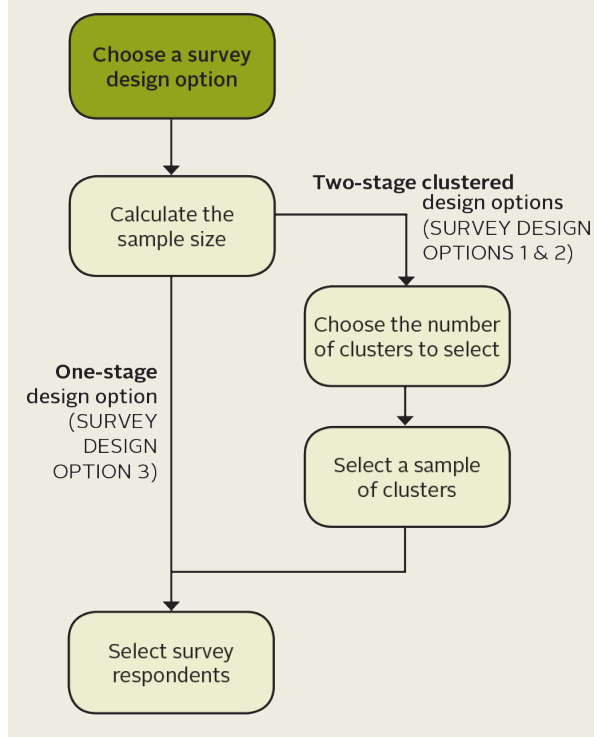 Choose a survey
design option
Calculate the
sample size
Two-stage clustered
design options
(SURVEY DESIGN
OPTIONS 1 & 2)
Choose the number
of clusters to select
One-stage
design option
(SURVEY
DESIGN
OPTION 3)
Select a sample
of clusters
Select survey
respondents